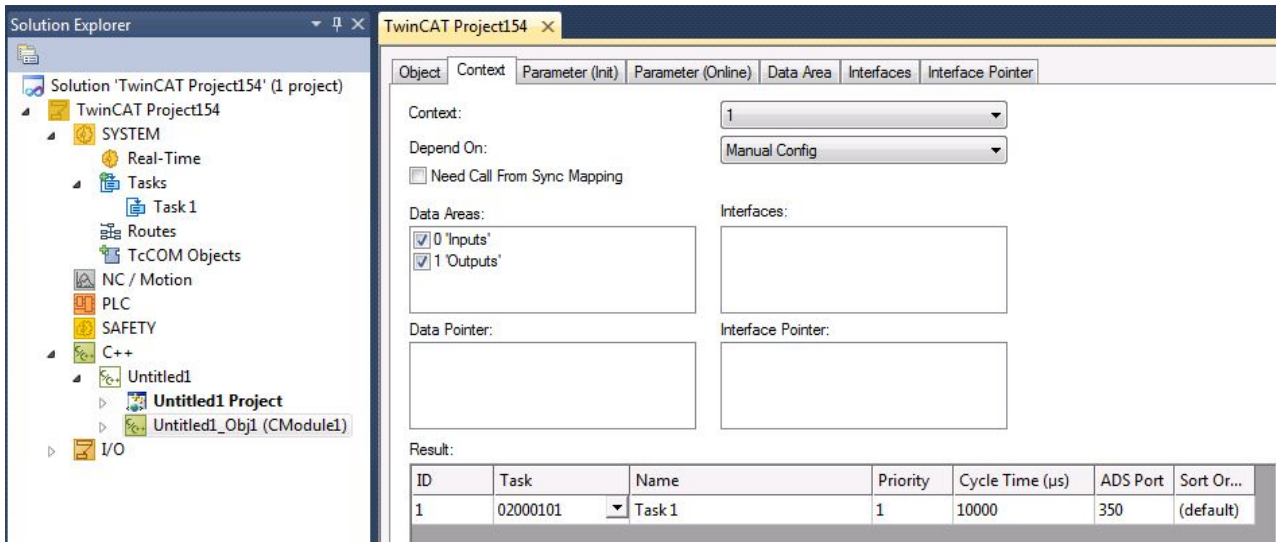 Solution Explorer
Solution 'TwinCAT Project154' (1 project)
TwinCAT Project154
SYSTEM
Real-Time
Tasks
Task 1
Routes
TcCOM Objects
NC / Motion
PLC
SAFETY
C++
Untitled1
Untitled1 Project
Untitled1_Obj1 (CModule1)
I/O
TwinCAT Project154
Object Context Parameter (Init) Parameter (Online) Data Area Interfaces Interface Pointer
Context: 1
Depend On: Manual Config
Need Call From Sync Mapping
Data Areas: Interfaces:
0 'Inputs'
1 'Outputs'
Data Pointer: Interface Pointer:
Result:
ID Task Name Priority Cycle Time (µs) ADS Port Sort Or...
1 02000101 Task 1 1 10000 350 (default)